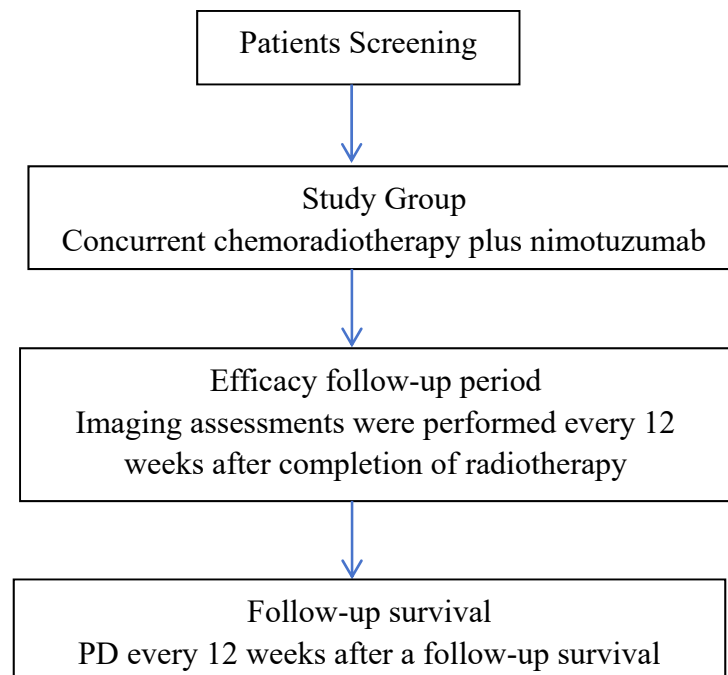 Patients Screening
Study Group
Concurrent chemoradiotherapy plus nimotuzumab
Efficacy follow-up period
Imaging assessments were performed every 12
weeks after completion of radiotherapy
Follow-up survival
PD every 12 weeks after a follow-up survival